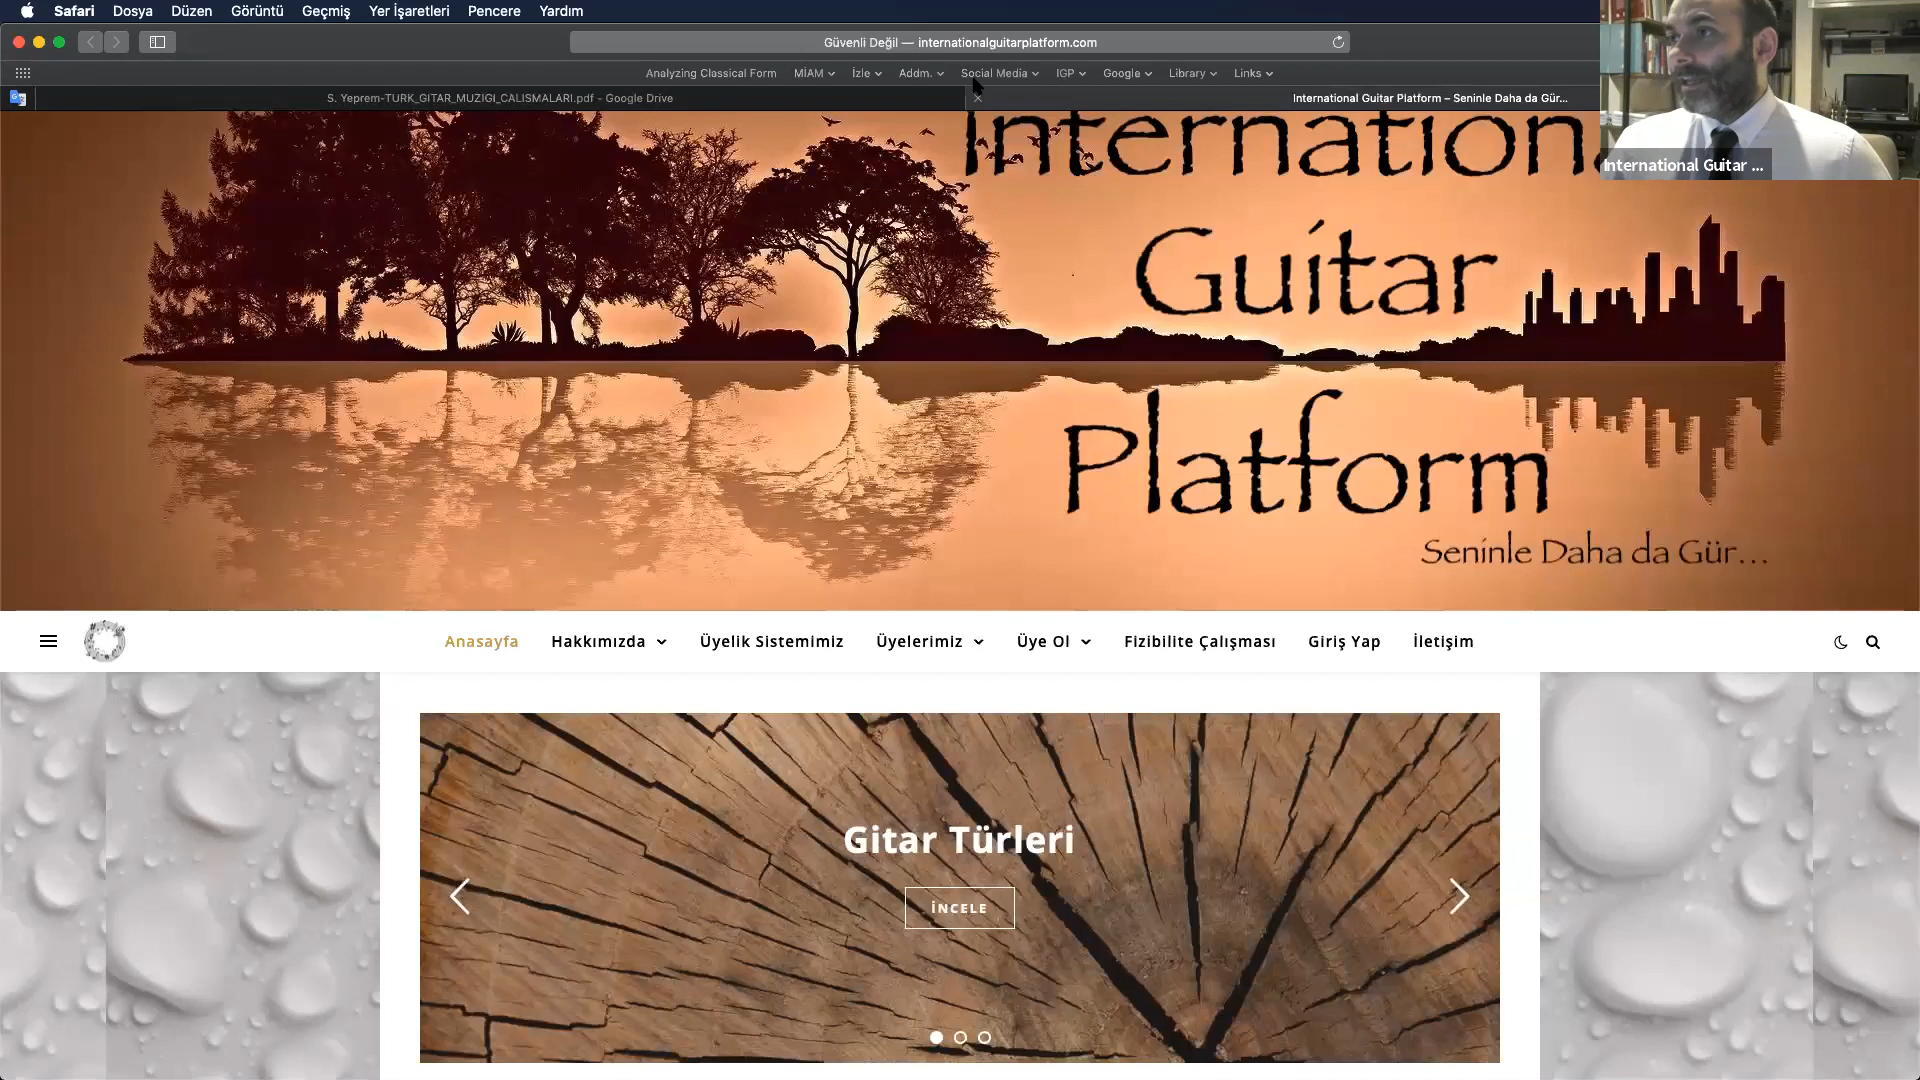 Safari Dosya Düzen Görüntü Geçmiş Yer İşaretleri Pencere Yardım
Güvenli Değil — internationalguitarplatform.com
Analyzing Classical Form MİAM İzle Addm. Social Media IGP Google Library Links
S. Yeprem-TURK_GITAR_MUZIGI_CALISMALARI.pdf - Google Drive
International Guitar Platform – Seninle Daha da Gür...
International Guitar ...
Internationa
Guitar
Platform
Seninle Daha da Gür...
Anasayfa Hakkımızda Üyelik Sistemimiz Üyelerimiz Üye Ol Fizibilite Çalışması Giriş Yap İletişim
Gitar Türleri
İNCELE